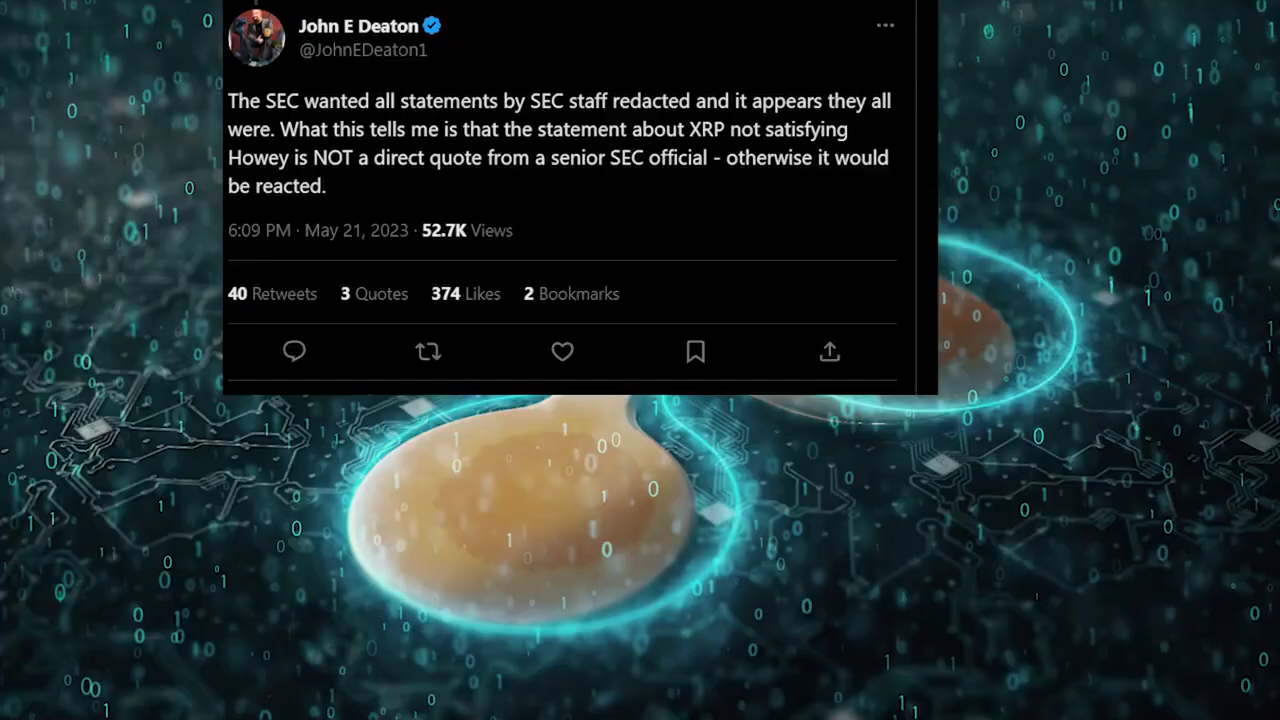 John E Deaton
@JohnEDeaton1
The SEC wanted all statements by SEC staff redacted and it appears they all
were. What this tells me is that the statement about XRP not satisfying
Howey is NOT a direct quote from a senior SEC official - otherwise it would
be reacted.
6:09 PM · May 21, 2023 · 52.7K Views
40 Retweets 3 Quotes 374 Likes 2 Bookmarks